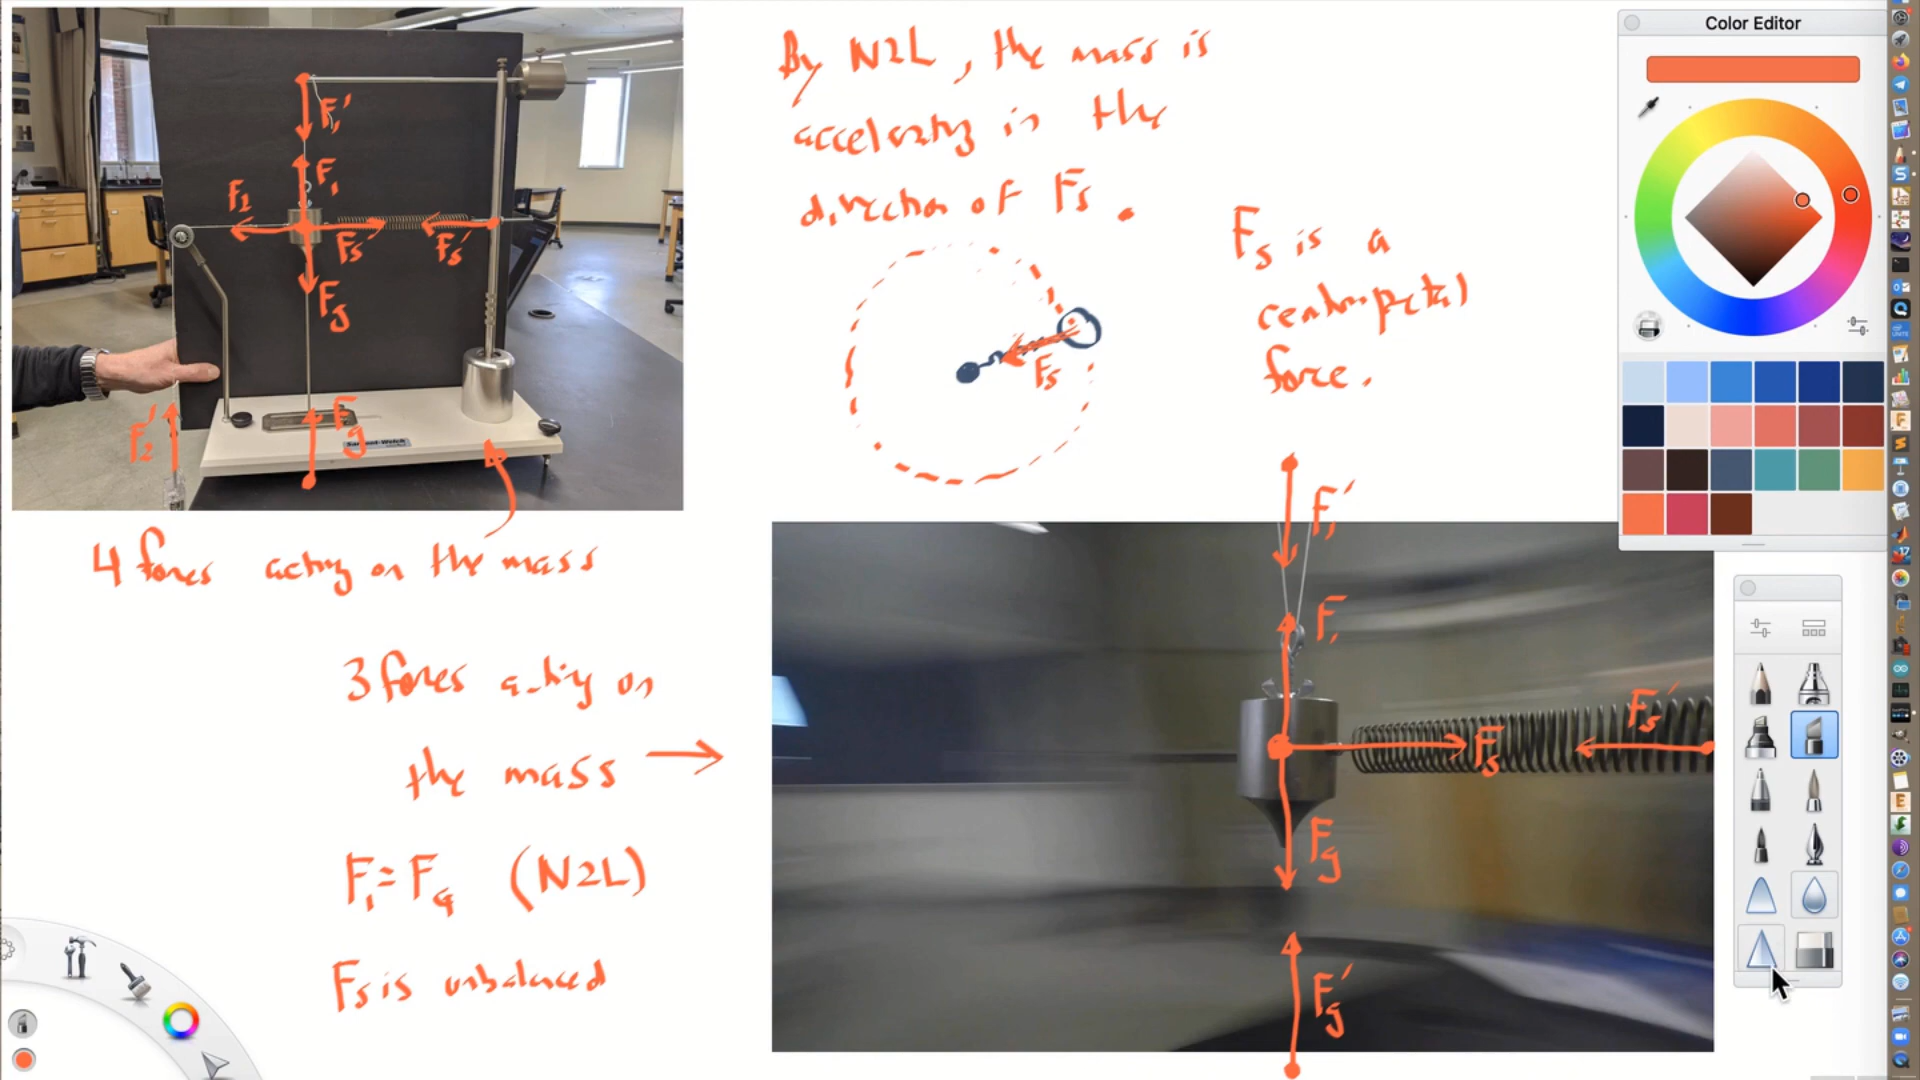 By N2L, the mass is
accelerating in the
direction of Fs.
Fs is a
centripetal
force.
Fs
F1'
F1
F2
Fs
Fs'
Fg
F2'
Fg
4 forces acting on the mass
3 forces acting on
the mass →
F1 = Fg (N2L)
Fs is unbalanced
F1'
F1
Fs
Fs'
Fg
Fg'
Color Editor